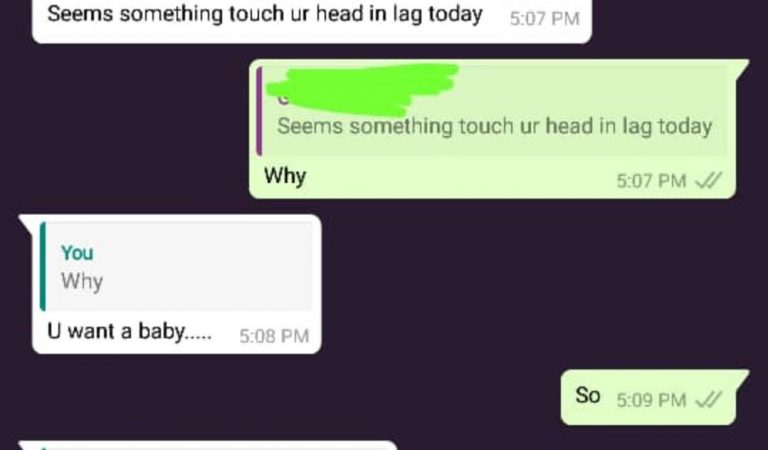 Seems something touch ur head in lag today
5:07 PM
Seems something touch ur head in lag today
Why
5:07 PM
You
Why
U want a baby.....
5:08 PM
So
5:09 PM